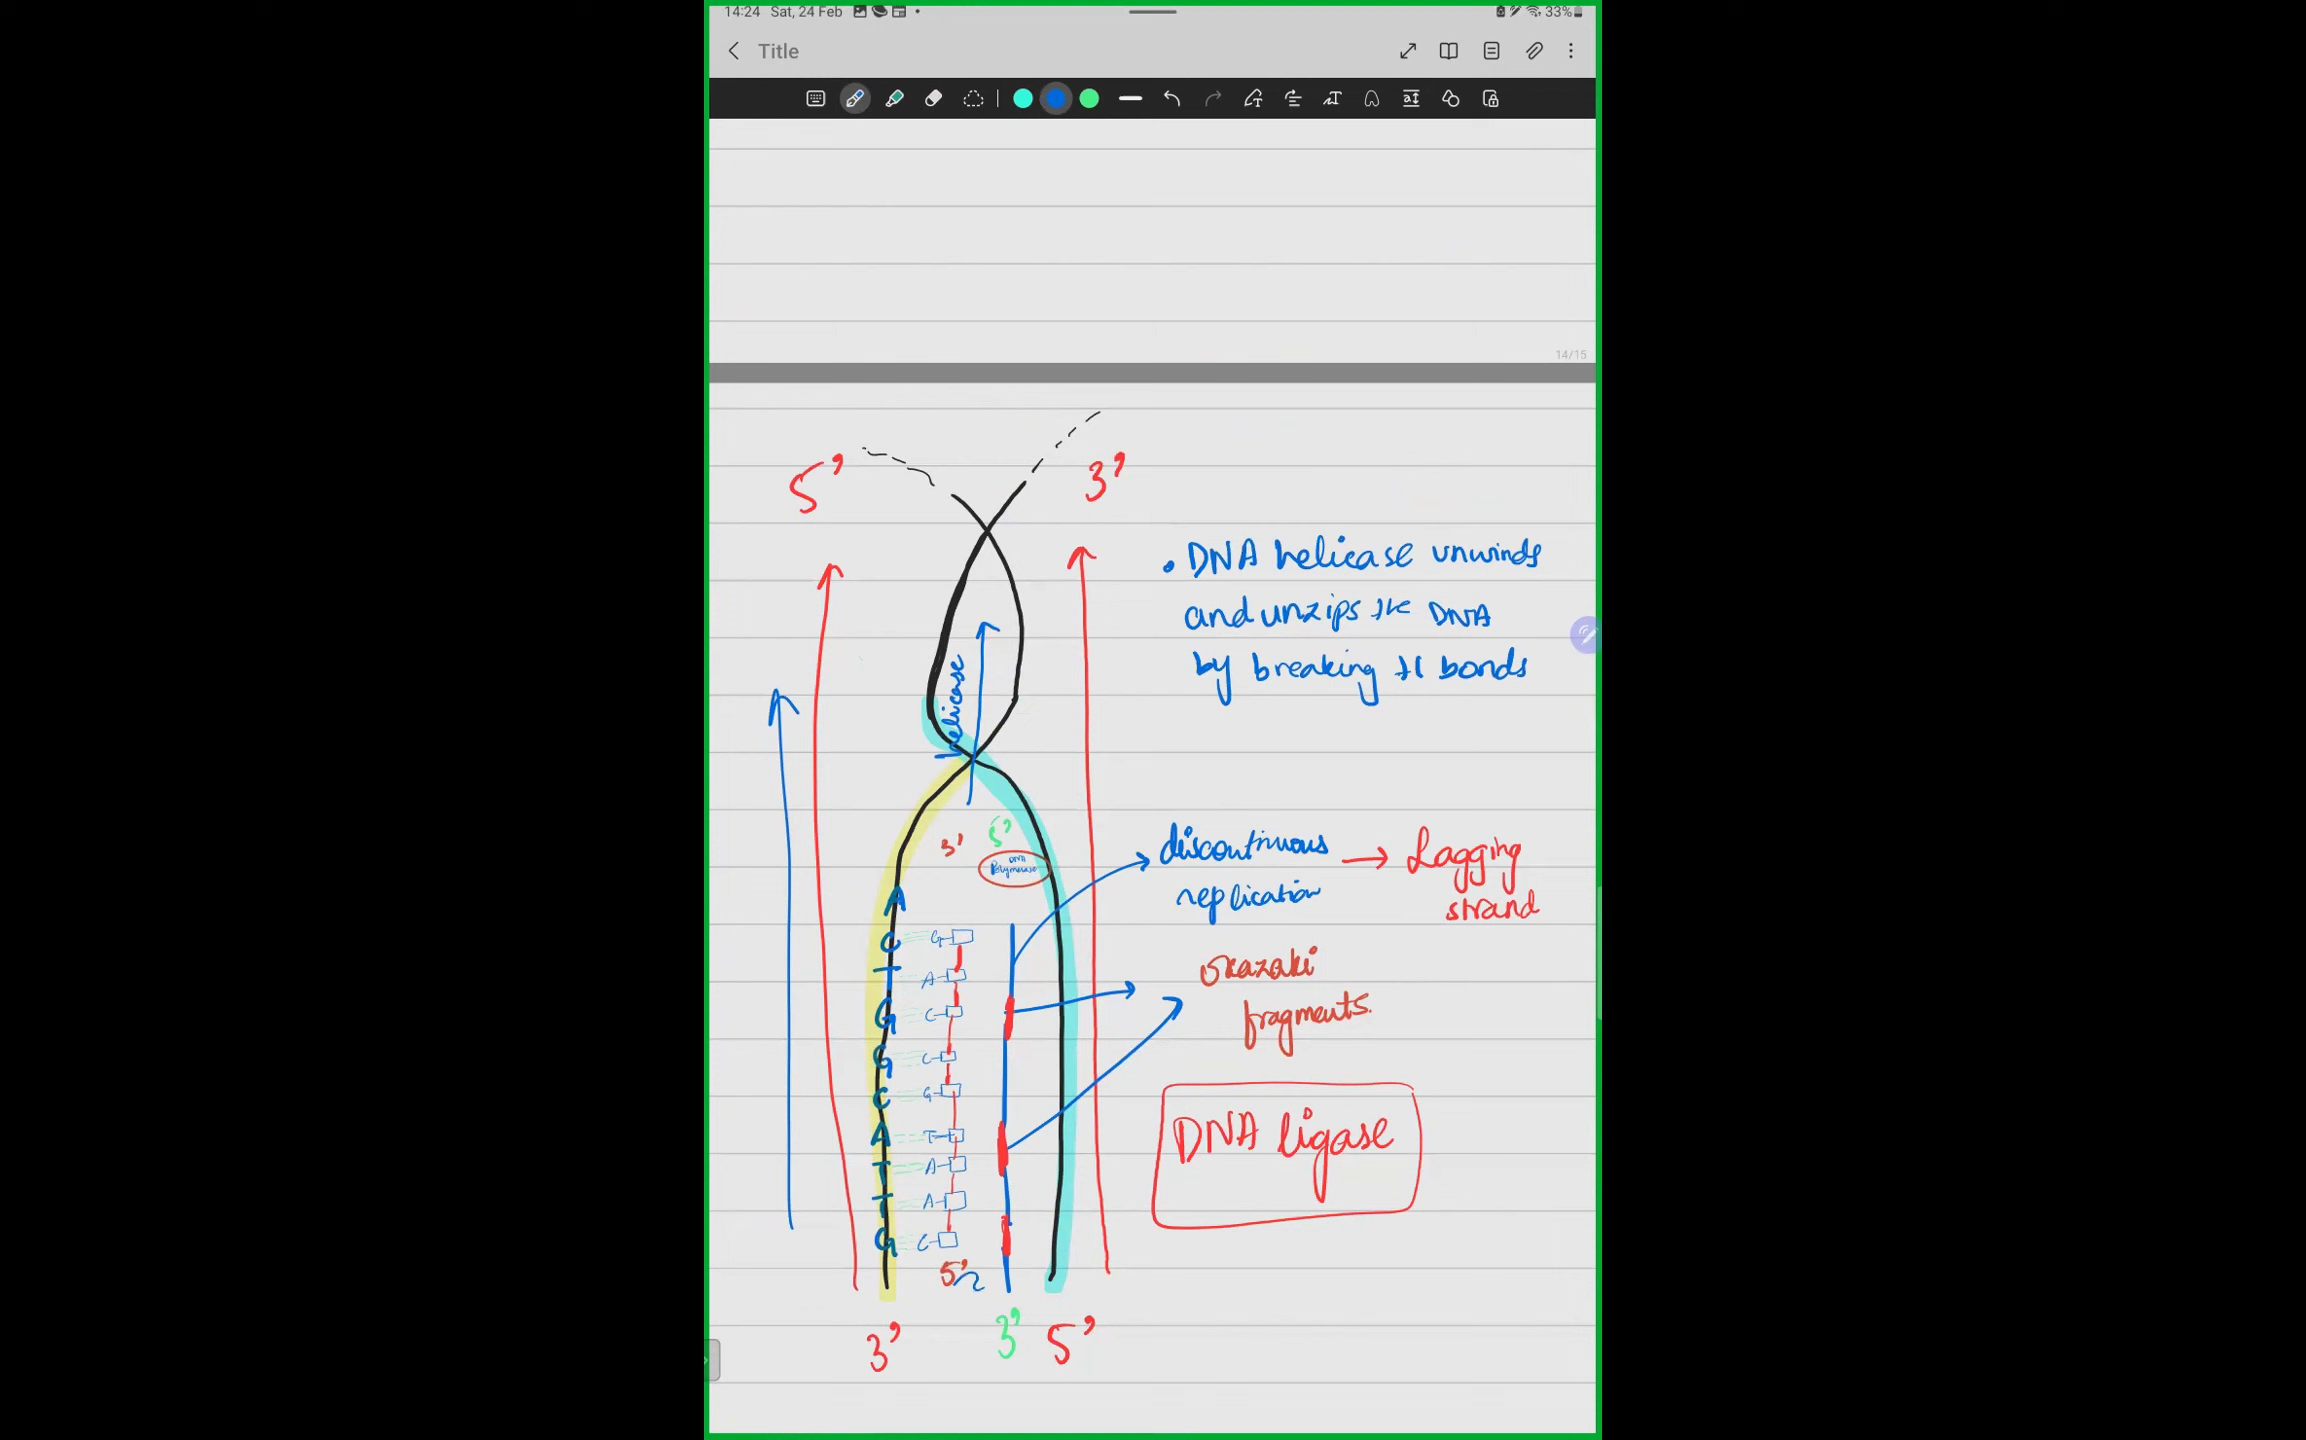 14:24 Sat, 24 Feb
33%
Title
14/15
5'
3'
• DNA helicase unwinds
and unzips the DNA
by breaking H bonds
helicase
3'
5'
DNA
Polymerase
discontinuous
replication
→ Lagging
strand
Okazaki
fragments.
DNA ligase
A
C G
T A
G C
G C
C G
A T
T A
T A
G C
5'
3'
3'
5'